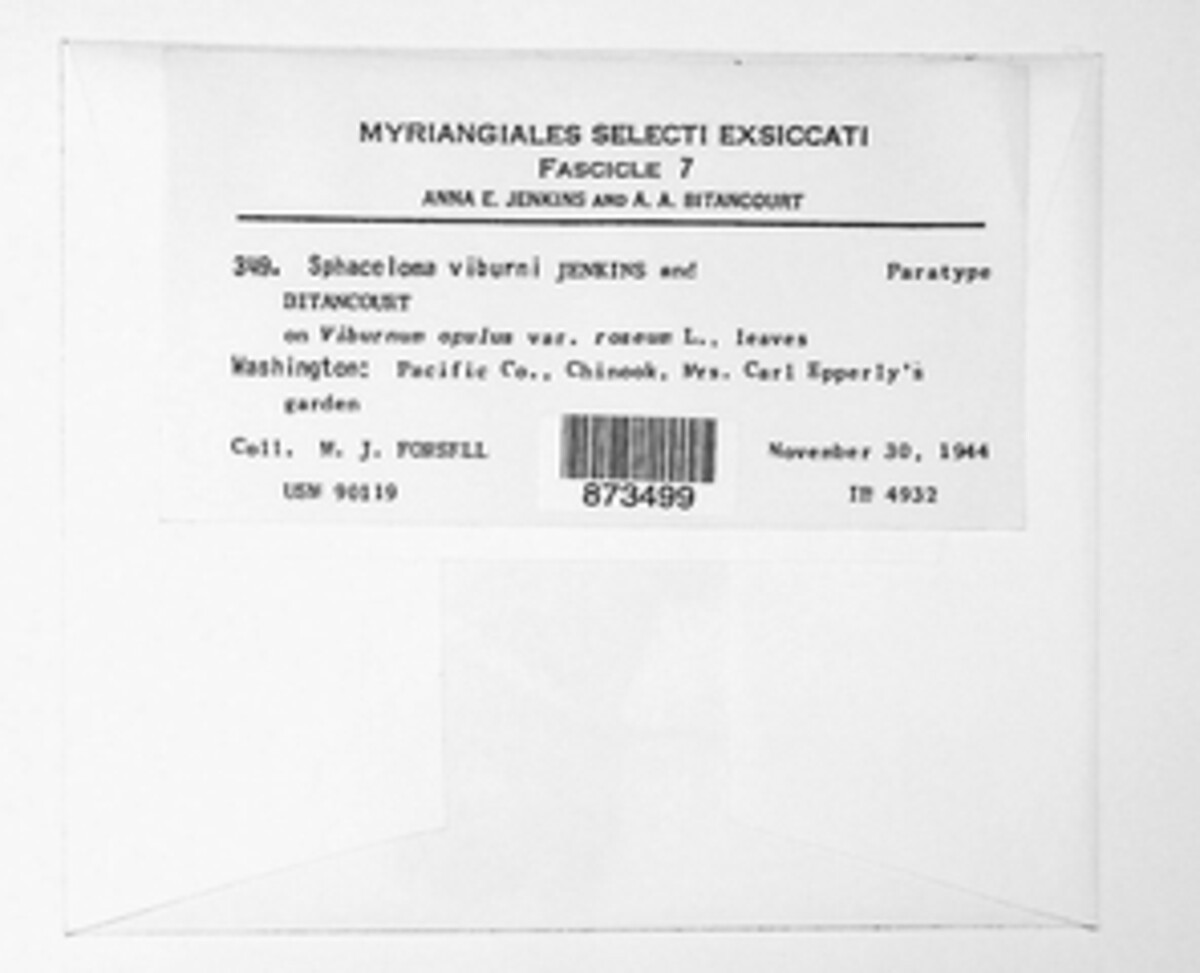 MYRIANGIALES SELECTI EXSICCATI
FASCICLE 7
ANNA E. JENKINS AND A. A. BITANCOURT
349. Sphaceloma viburni JENKINS and Paratype
BITANCOURT
on Viburnum opulus var. roseum L., leaves
Washington: Pacific Co., Chinook, Mrs. Carl Epperly's
garden
Coll. W. J. FORSELL November 30, 1944
USM 90119 IB 4932
873499